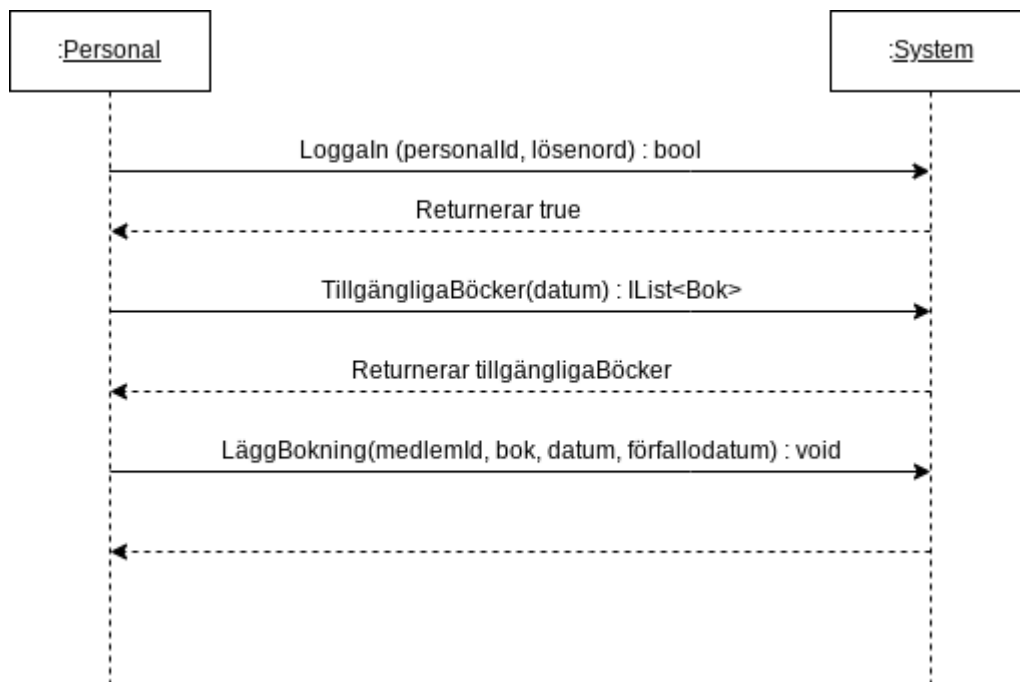 :Personal
:System
LoggaIn (personalId, lösenord) : bool
Returnerar true
TillgängligaBöcker(datum) : IList<Bok>
Returnerar tillgängligaBöcker
LäggBokning(medlemId, bok, datum, förfallodatum) : void